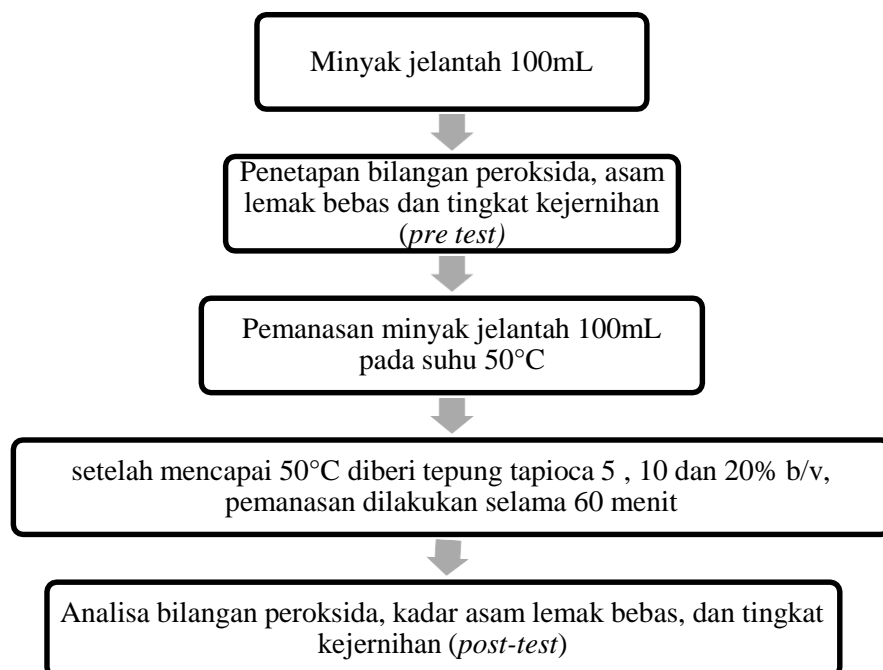 Minyak jelantah 100mL
Penetapan bilangan peroksida, asam
lemak bebas dan tingkat kejernihan
(pre test)
Pemanasan minyak jelantah 100mL
pada suhu 50°C
setelah mencapai 50°C diberi tepung tapioca 5 , 10 dan 20% b/v,
pemanasan dilakukan selama 60 menit
Analisa bilangan peroksida, kadar asam lemak bebas, dan tingkat
kejernihan (post-test)